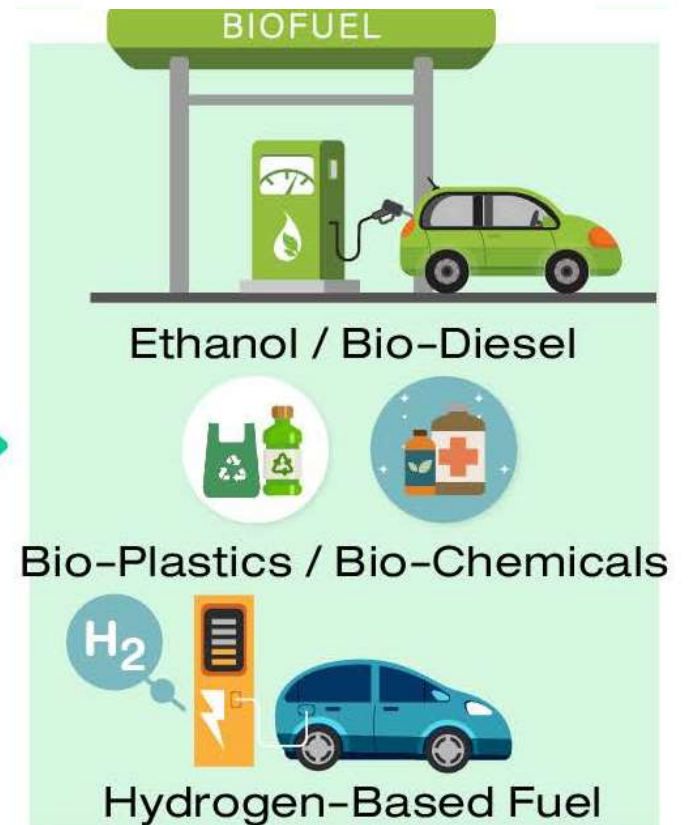 BIOFUEL
Ethanol / Bio-Diesel
Bio-Plastics / Bio-Chemicals
H₂
Hydrogen-Based Fuel